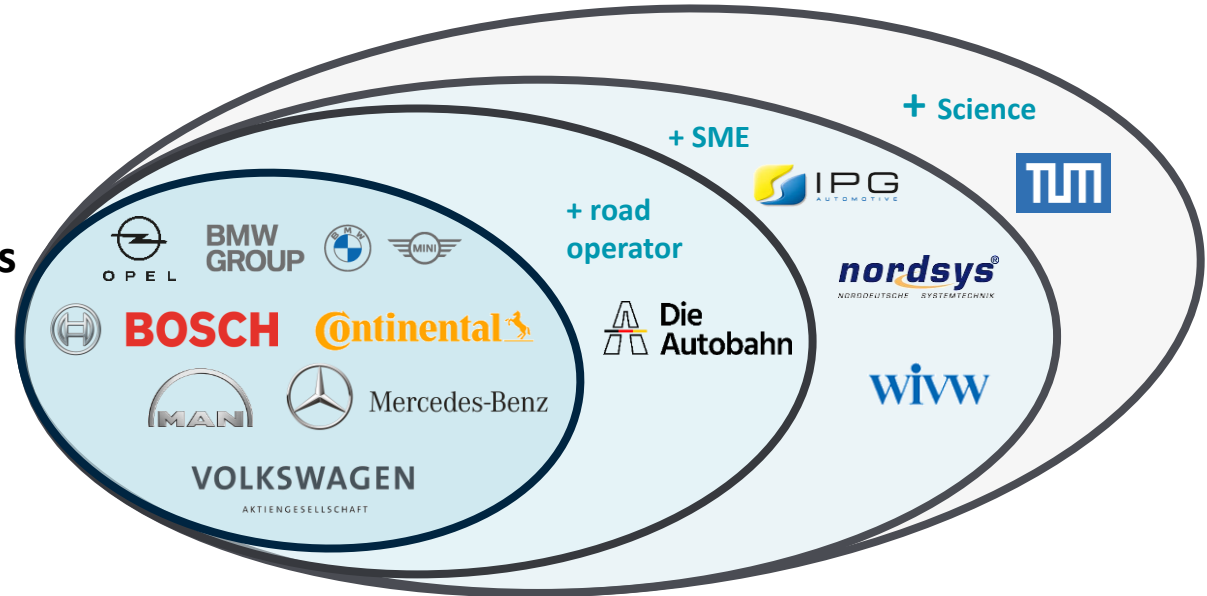 + Science
+ SME
IPG
AUTOMOTIVE
TUM
+ road
operator
s
OPEL
BMW
GROUP
BMW
MINI
nordsys®
NORDDEUTSCHE SYSTEMTECHNIK
BOSCH
Continental
Die
Autobahn
MAN
Mercedes-Benz
wivw
VOLKSWAGEN
AKTIENGESELLSCHAFT